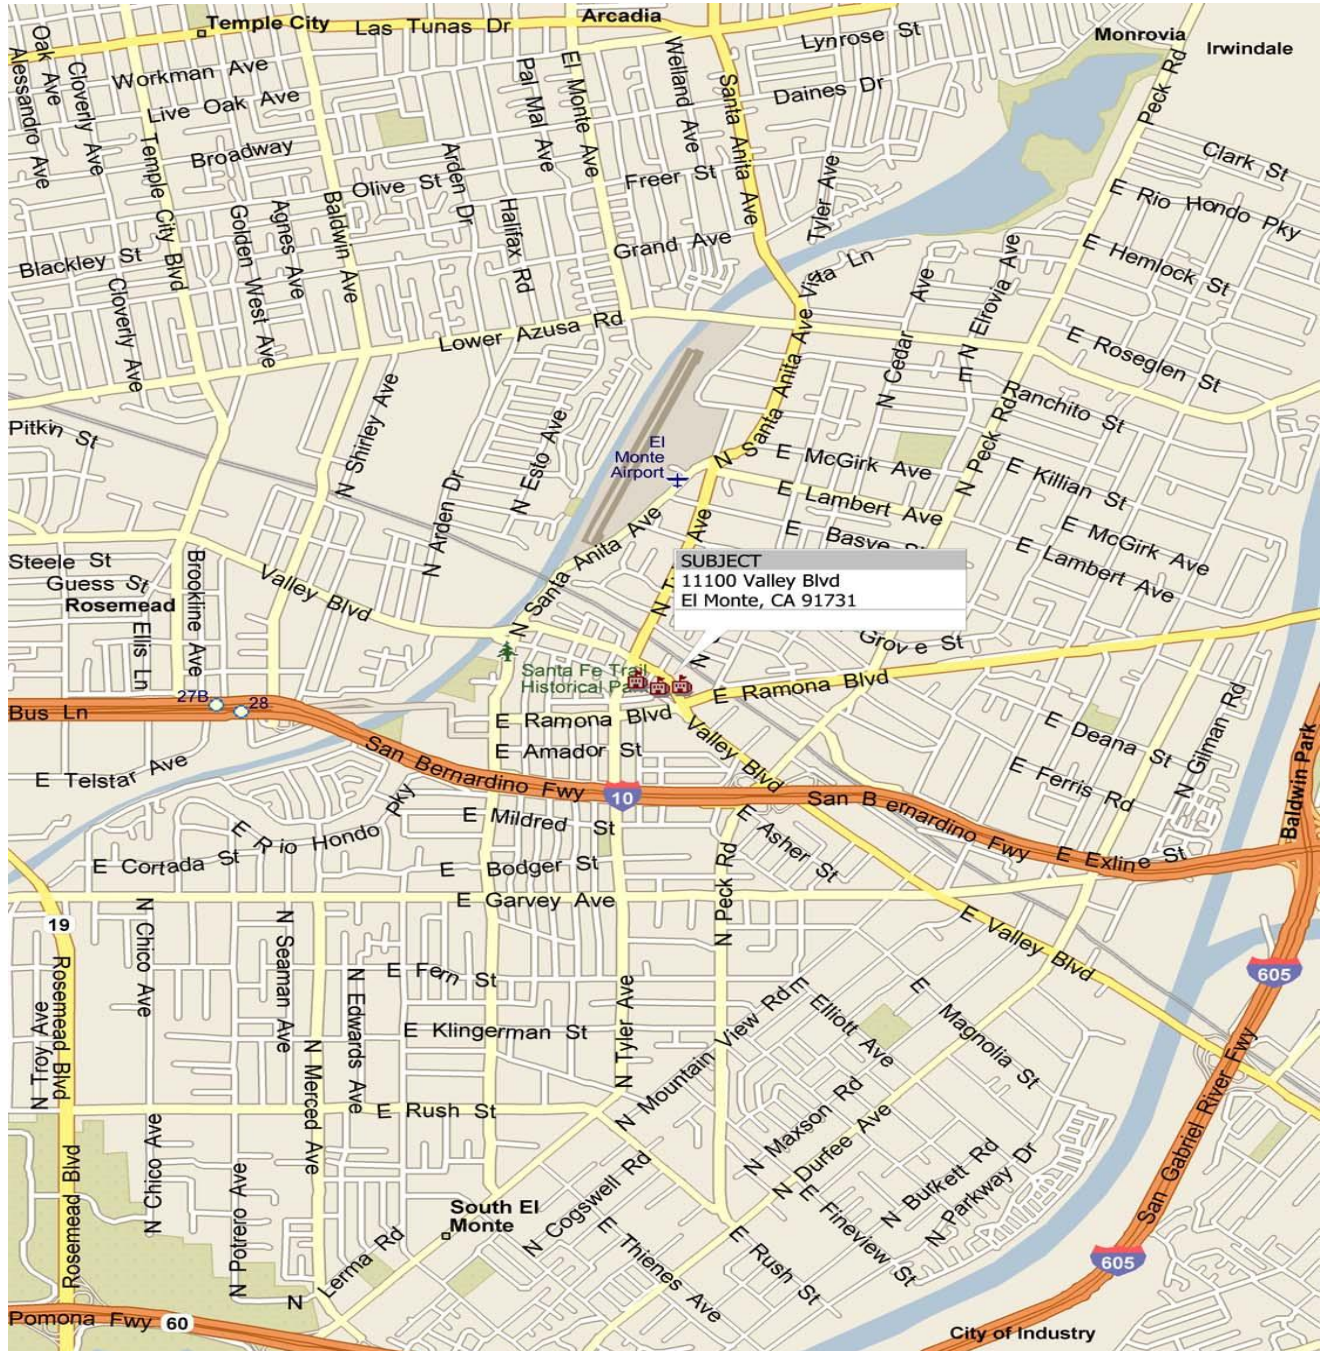 Temple City
Las Tunas Dr
Arcadia
Lynrose St
Monrovia
Irwindale
Oak Ave
Alessandro Ave
Cloverly Ave
Workman Ave
Live Oak Ave
Broadway
Pal Mal Ave
El Monte Ave
Welland Ave
Santa Anita Ave
Daines Dr
Peck Rd
Clark St
Temple City Blvd
Olive St
Arden Dr
Freer St
Tyler Ave
E Rio Hondo Pky
Golden West Ave
Agnes Ave
Baldwin Ave
Halifax Rd
Grand Ave
E Hemlock St
Blackley St
Cloverly Ave
Vista Ln
N Cedar Ave
E N Elrovia Ave
Lower Azusa Rd
N Santa Anita Ave
E Roseglen St
Ranchito St
Pitkin St
N Shirley Ave
N Esto Ave
El
Monte
Airport
E McGirk Ave
N Peck Rd
E Killian St
N Arden Dr
E Lambert Ave
E McGirk Ave
E Lambert Ave
Steele St
Guess St
Rosemead
Brookline Ave
Ellis Ln
Valley Blvd
N Santa Anita Ave
SUBJECT
11100 Valley Blvd
El Monte, CA 91731
Grove St
Santa Fe Trail
Historical Park
27B
28
Bus Ln
E Ramona Blvd
E Ramona Blvd
E Amador St
Valley Blvd
E Deana St
N Gilman Rd
Baldwin Park
E Telstar Ave
San Bernardino Fwy
10
San Bernardino Fwy
E Ferris Rd
E Rio Hondo Pky
E Mildred St
E Asher St
E Exline St
E Cortada St
E Bodger St
E Garvey Ave
N Peck Rd
E Valley Blvd
19
N Chico Ave
N Seaman Ave
E Fern St
605
Rosemead Blvd
N Troy Ave
N Edwards Ave
E Klingerman St
N Tyler Ave
N Mountain View Rd
E Elliott Ave
E Magnolia St
N Merced Ave
E Rush St
N Maxson Rd
N Durfee Ave
San Gabriel River Fwy
N Chico Ave
Rosemead Blvd
N Potrero Ave
South El
Monte
N Cogswell Rd
E Thienes Ave
E Rush St
E Fineview St
N Burkett Rd
N Parkway Dr
N Lerma Rd
605
Pomona Fwy
60
City of Industry